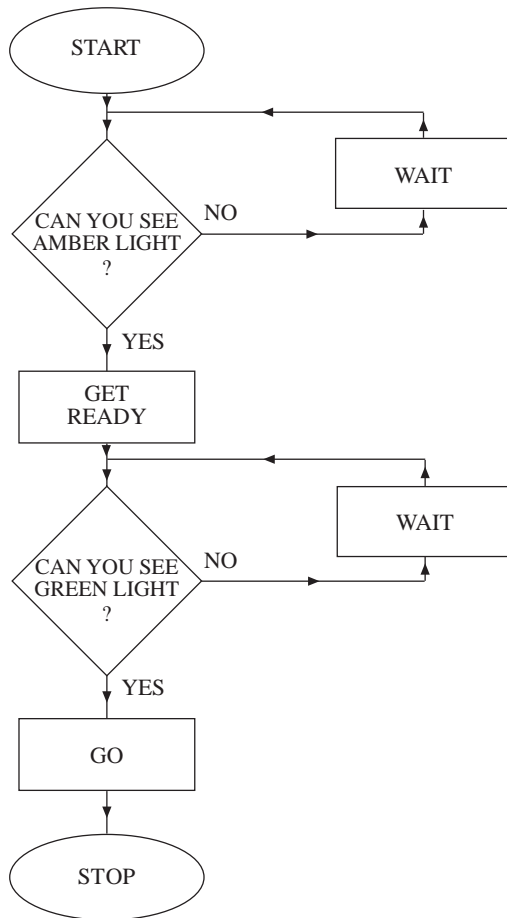 START
WAIT
CAN YOU SEE
AMBER LIGHT
?
NO
YES
GET
READY
WAIT
CAN YOU SEE
GREEN LIGHT
?
NO
YES
GO
STOP